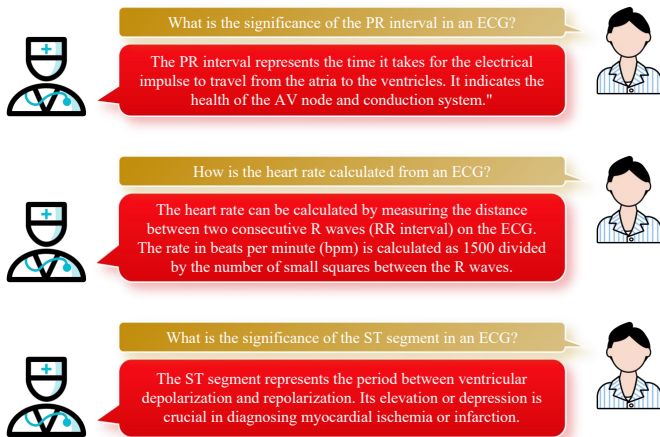 What is the significance of the PR interval in an ECG?
The PR interval represents the time it takes for the electrical
impulse to travel from the atria to the ventricles. It indicates the
health of the AV node and conduction system."
How is the heart rate calculated from an ECG?
The heart rate can be calculated by measuring the distance
between two consecutive R waves (RR interval) on the ECG.
The rate in beats per minute (bpm) is calculated as 1500 divided
by the number of small squares between the R waves.
What is the significance of the ST segment in an ECG?
The ST segment represents the period between ventricular
depolarization and repolarization. Its elevation or depression is
crucial in diagnosing myocardial ischemia or infarction.